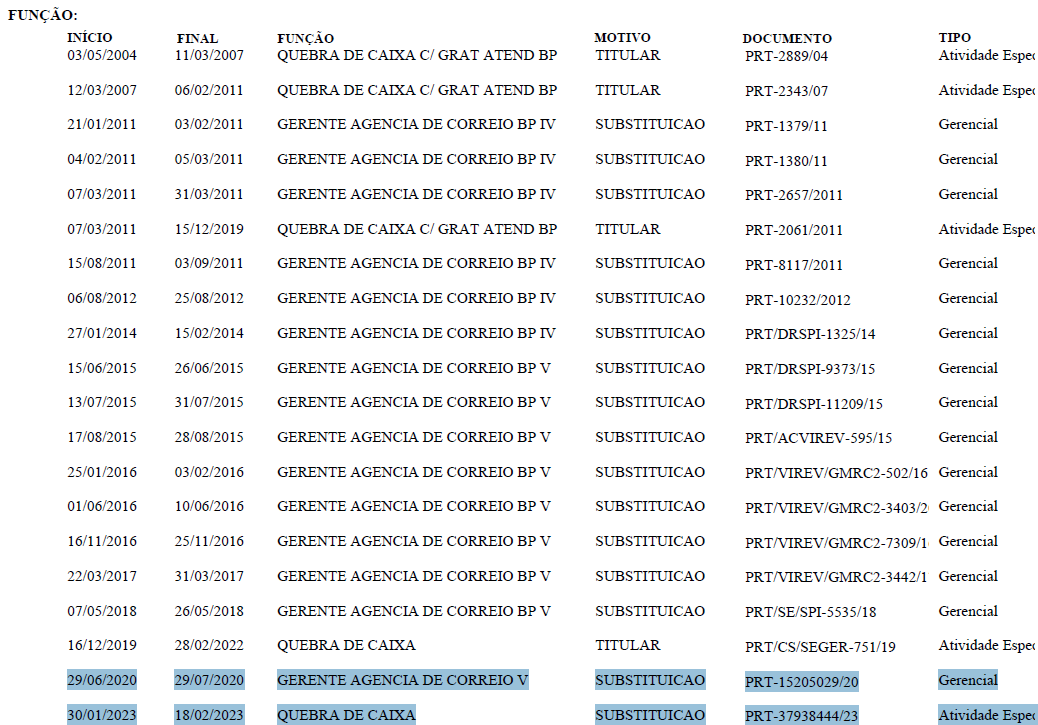 FUNÇÃO:
INÍCIO FINAL FUNÇÃO MOTIVO DOCUMENTO TIPO
03/05/2004 11/03/2007 QUEBRA DE CAIXA C/ GRAT ATEND BP TITULAR PRT-2889/04 Atividade Espec
12/03/2007 06/02/2011 QUEBRA DE CAIXA C/ GRAT ATEND BP TITULAR PRT-2343/07 Atividade Espec
21/01/2011 03/02/2011 GERENTE AGENCIA DE CORREIO BP IV SUBSTITUICAO PRT-1379/11 Gerencial
04/02/2011 05/03/2011 GERENTE AGENCIA DE CORREIO BP IV SUBSTITUICAO PRT-1380/11 Gerencial
07/03/2011 31/03/2011 GERENTE AGENCIA DE CORREIO BP IV SUBSTITUICAO PRT-2657/2011 Gerencial
07/03/2011 15/12/2019 QUEBRA DE CAIXA C/ GRAT ATEND BP TITULAR PRT-2061/2011 Atividade Espec
15/08/2011 03/09/2011 GERENTE AGENCIA DE CORREIO BP IV SUBSTITUICAO PRT-8117/2011 Gerencial
06/08/2012 25/08/2012 GERENTE AGENCIA DE CORREIO BP IV SUBSTITUICAO PRT-10232/2012 Gerencial
27/01/2014 15/02/2014 GERENTE AGENCIA DE CORREIO BP IV SUBSTITUICAO PRT/DRSPI-1325/14 Gerencial
15/06/2015 26/06/2015 GERENTE AGENCIA DE CORREIO BP V SUBSTITUICAO PRT/DRSPI-9373/15 Gerencial
13/07/2015 31/07/2015 GERENTE AGENCIA DE CORREIO BP V SUBSTITUICAO PRT/DRSPI-11209/15 Gerencial
17/08/2015 28/08/2015 GERENTE AGENCIA DE CORREIO BP V SUBSTITUICAO PRT/ACVIREV-595/15 Gerencial
25/01/2016 03/02/2016 GERENTE AGENCIA DE CORREIO BP V SUBSTITUICAO PRT/VIREV/GMRC2-502/16 Gerencial
01/06/2016 10/06/2016 GERENTE AGENCIA DE CORREIO BP V SUBSTITUICAO PRT/VIREV/GMRC2-3403/2 Gerencial
16/11/2016 25/11/2016 GERENTE AGENCIA DE CORREIO BP V SUBSTITUICAO PRT/VIREV/GMRC2-7309/1 Gerencial
22/03/2017 31/03/2017 GERENTE AGENCIA DE CORREIO BP V SUBSTITUICAO PRT/VIREV/GMRC2-3442/1 Gerencial
07/05/2018 26/05/2018 GERENTE AGENCIA DE CORREIO BP V SUBSTITUICAO PRT/SE/SPI-5535/18 Gerencial
16/12/2019 28/02/2022 QUEBRA DE CAIXA TITULAR PRT/CS/SEGER-751/19 Atividade Espec
29/06/2020 29/07/2020 GERENTE AGENCIA DE CORREIO V SUBSTITUICAO PRT-15205029/20 Gerencial
30/01/2023 18/02/2023 QUEBRA DE CAIXA SUBSTITUICAO PRT-37938444/23 Atividade Espec